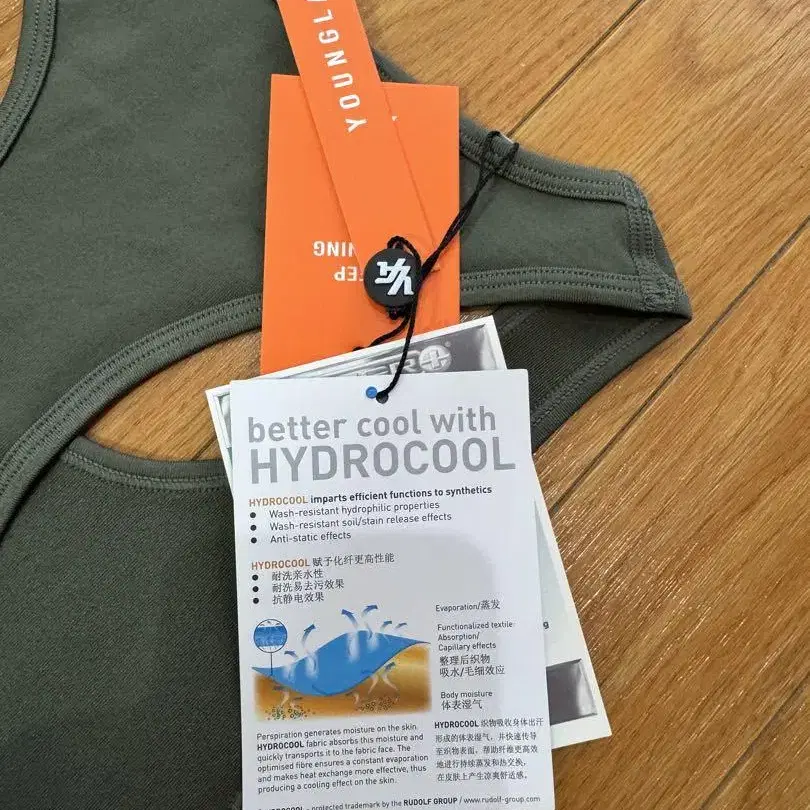 YOUNGLA
better cool with
HYDROCOOL
HYDROCOOL imparts efficient functions to synthetics
● Wash-resistant hydrophilic properties
● Wash-resistant soil/stain release effects
● Anti-static effects
HYDROCOOL 赋予化纤更高性能
● 耐洗亲水性
● 耐洗易去污效果
● 抗静电效果
Evaporation/蒸发
Functionalized textile
Absorption/
Capillary effects
整理后织物
吸水/毛细效应
Body moisture
体表湿气
Perspiration generates moisture on the skin.
HYDROCOOL fabric absorbs this moisture and
quickly transports it to the fabric face. The
optimised fibre ensures a constant evaporation
and makes heat exchange more effective, thus
producing a cooling effect on the skin.
HYDROCOOL 织物吸收身体出汗
形成的体表湿气，并快速传导
至织物表面，帮助纤维更高效
地进行持续蒸发和热交换，
在皮肤上产生凉爽舒适感。
HYDROCOOL - protected trademark by the RUDOLF GROUP / www.rudolf-group.com